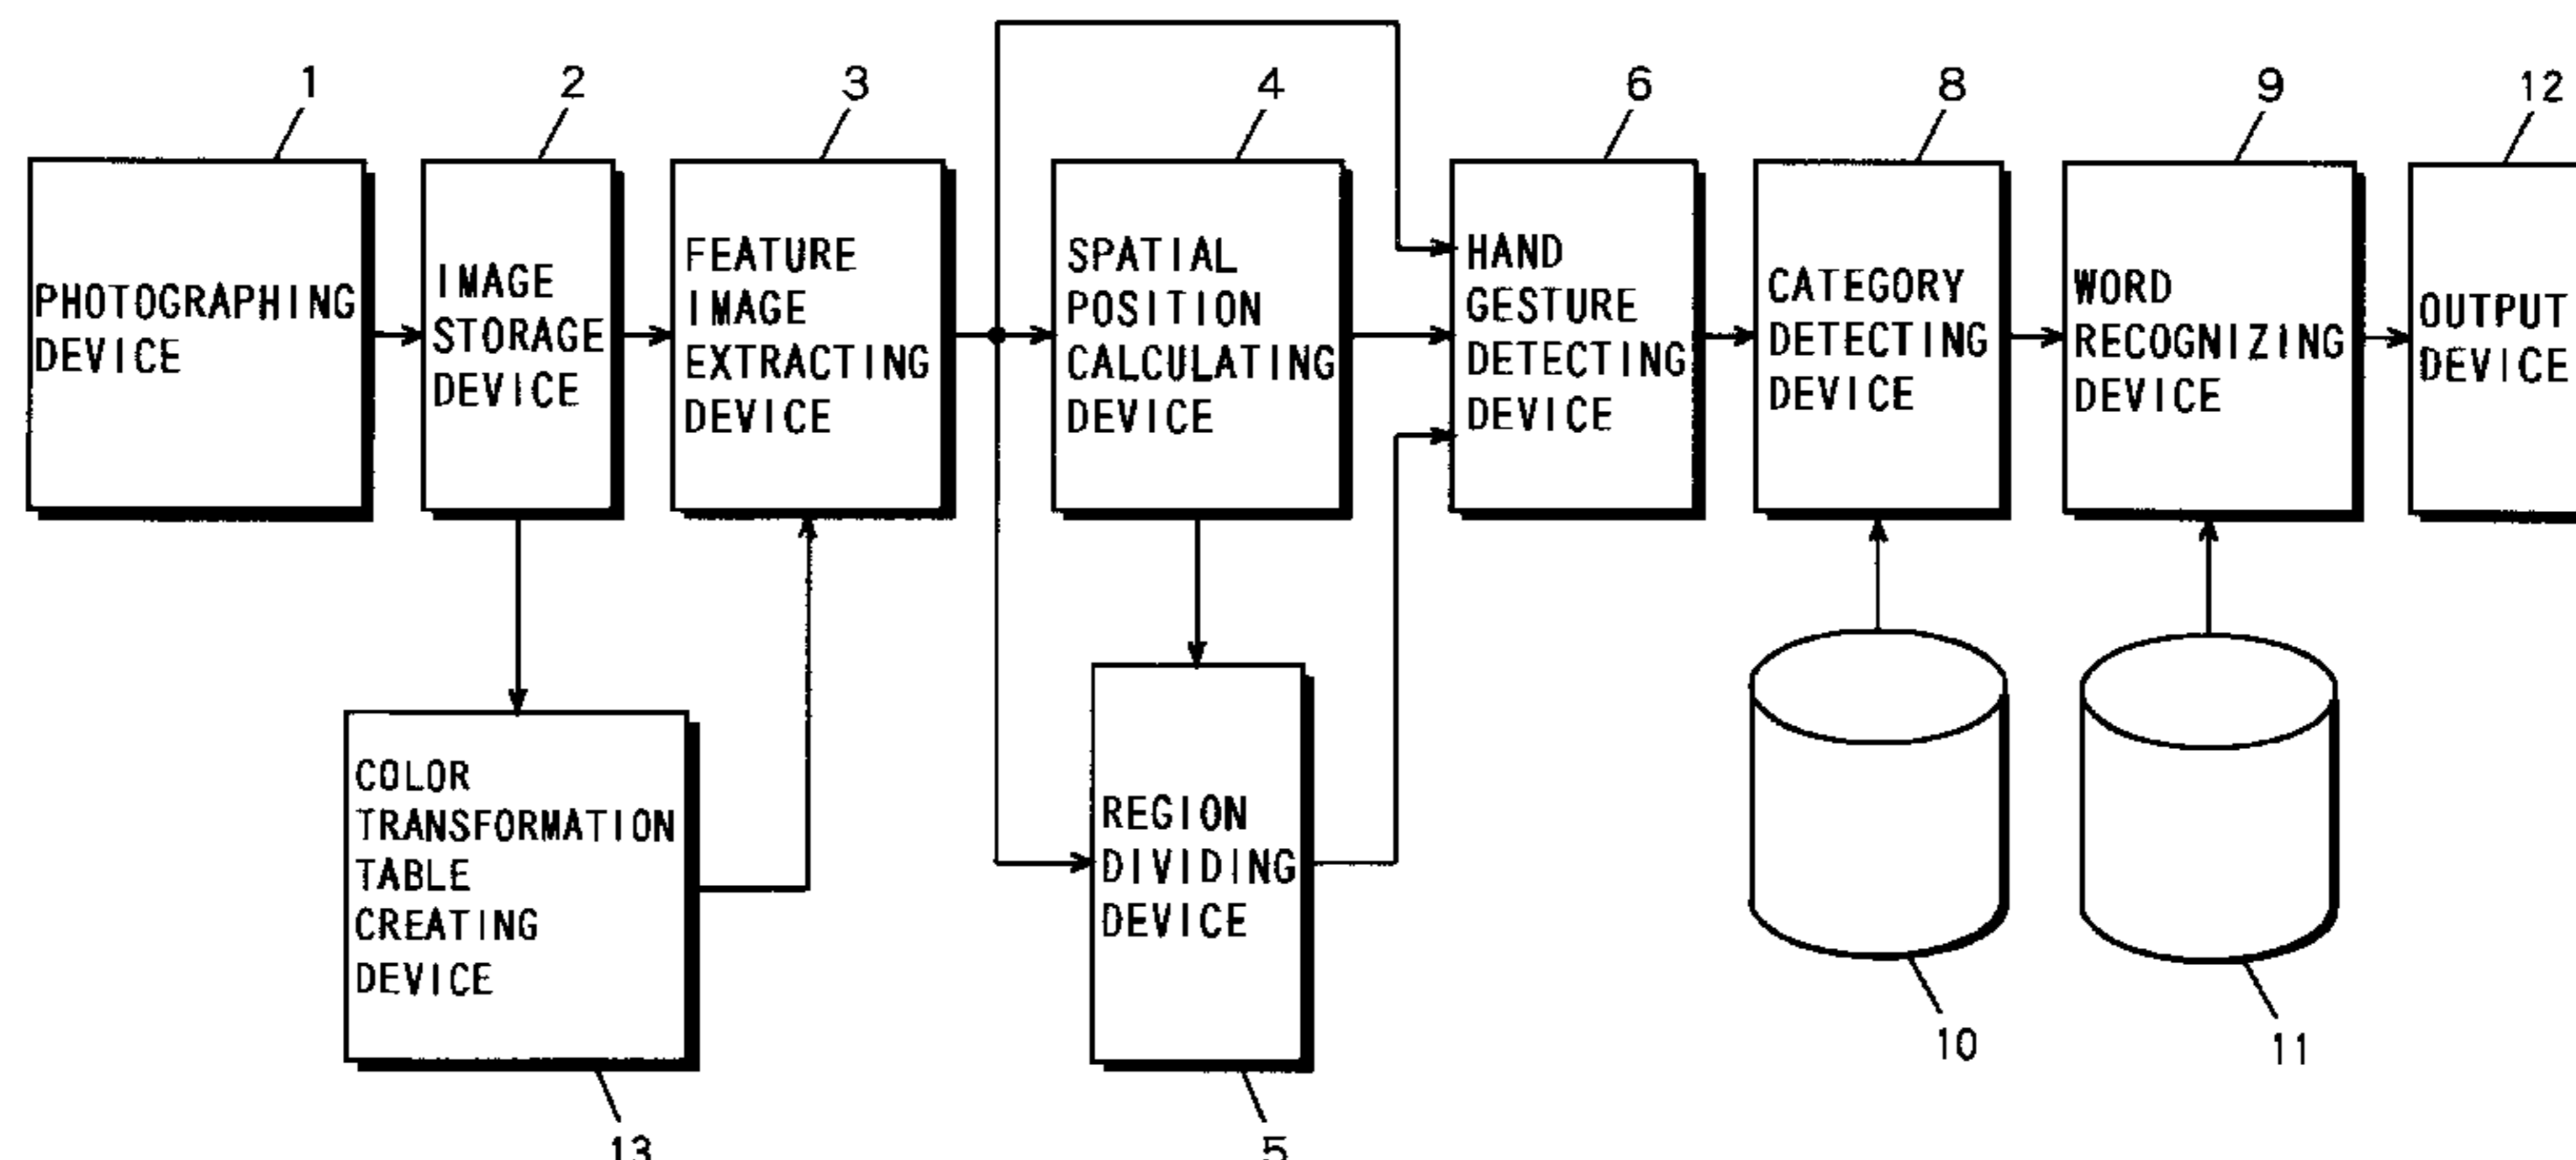 1
2
3
4
6
8
9
12
PHOTOGRAPHING
DEVICE
IMAGE
STORAGE
DEVICE
FEATURE
IMAGE
EXTRACTING
DEVICE
SPATIAL
POSITION
CALCULATING
DEVICE
HAND
GESTURE
DETECTING
DEVICE
CATEGORY
DETECTING
DEVICE
WORD
RECOGNIZING
DEVICE
OUTPUT
DEVICE
COLOR
TRANSFORMATION
TABLE
CREATING
DEVICE
REGION
DIVIDING
DEVICE
10
11
13
5